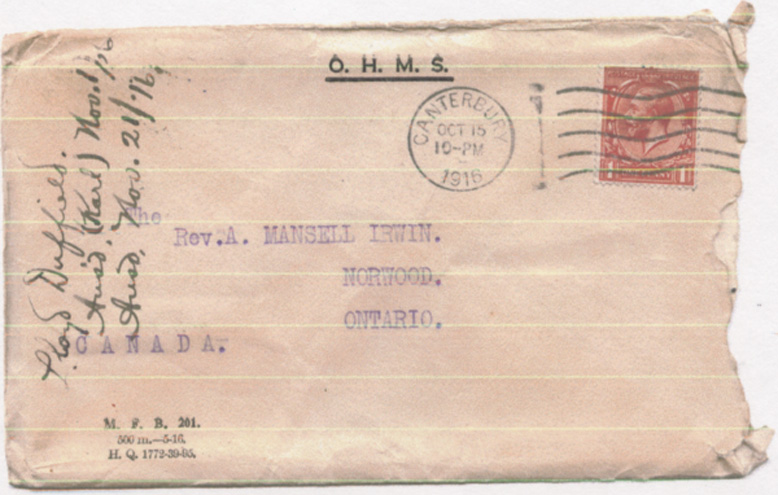 O. H. M. S.
CANTERBURY
OCT 15
10-PM
1916
The
Rev. A. MANSELL IRWIN.
NORWOOD.
ONTARIO.
CANADA.
M. F. B. 201.
500 m.—5-16.
H. Q. 1772-39-95.
Lloyd Duffield.
Ansd. (Karl) Nov. 1/16
Ansd. Nov. 21/16.